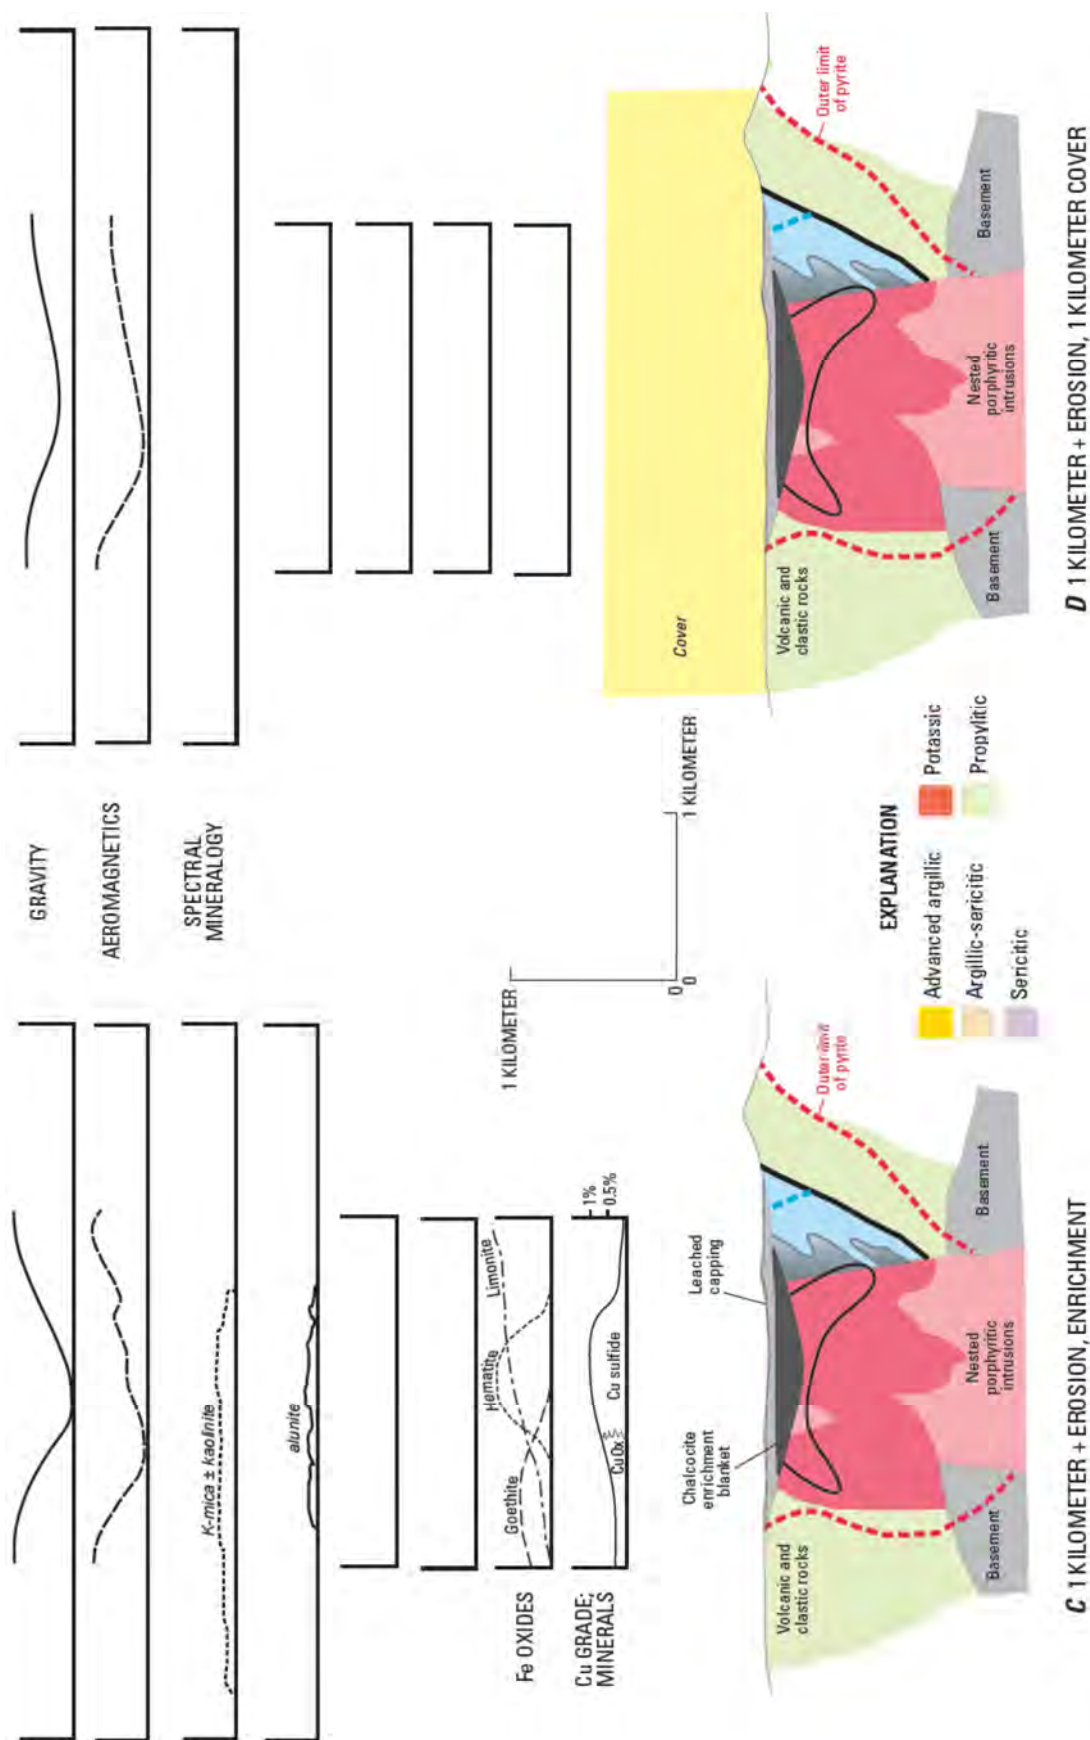 GRAVITY
AEROMAGNETICS
SPECTRAL
MINERALOGY
K-mica ± kaolinite
alunite
Fe OXIDES
Goethite
Hematite
Limonite
Cu GRADE;
MINERALS
CuOx
Cu sulfide
1%
0.5%
1 KILOMETER
0
0
1 KILOMETER
Chalcocite
enrichment
blanket
Leached
capping
Volcanic and
clastic rocks
Outer limit
of pyrite
Basement
Nested
porphyritic
intrusions
Basement
C 1 KILOMETER + EROSION, ENRICHMENT
EXPLANATION
Advanced argillic
Argillic-sericitic
Sericitic
Potassic
Propylitic
Cover
Volcanic and
clastic rocks
Outer limit
of pyrite
Basement
Nested
porphyritic
intrusions
Basement
D 1 KILOMETER + EROSION, 1 KILOMETER COVER